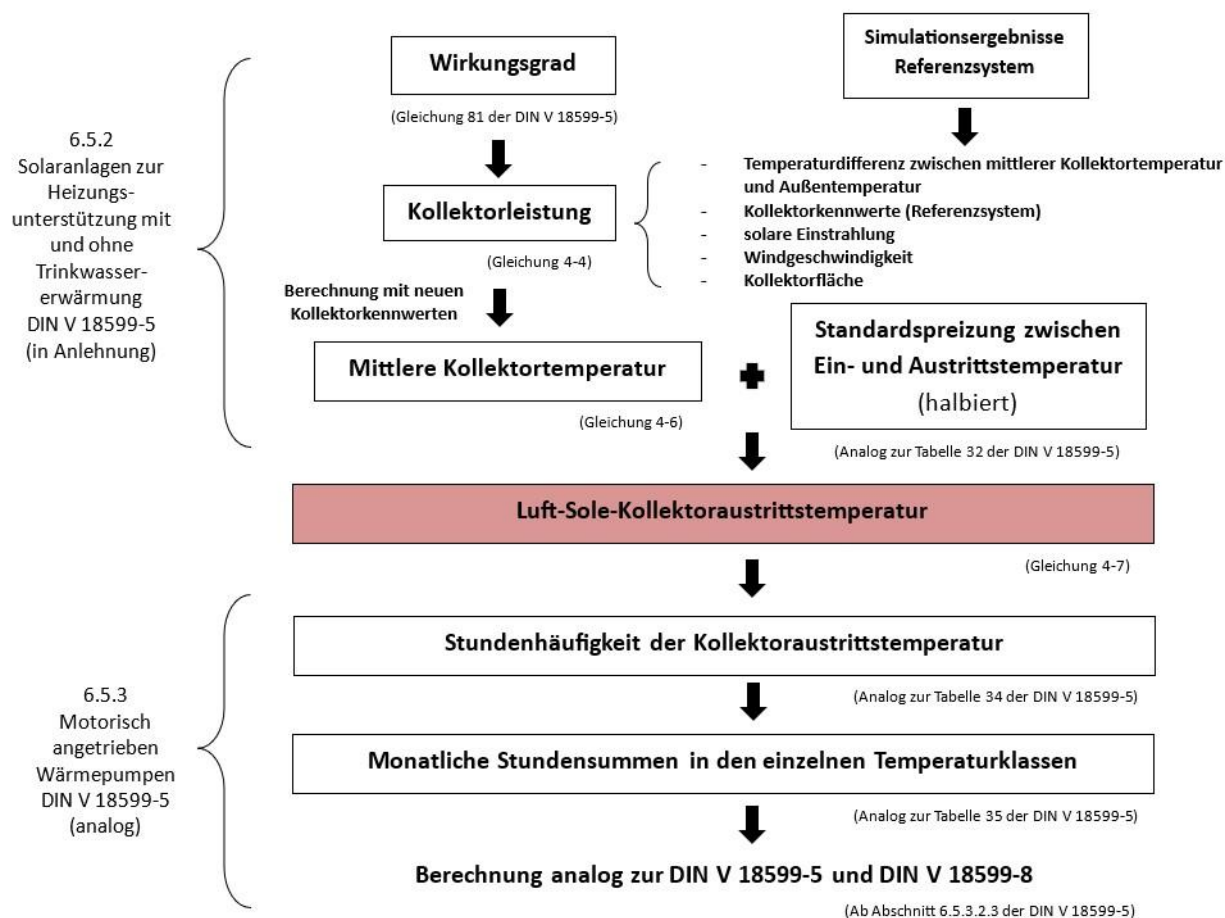 Wirkungsgrad
(Gleichung 81 der DIN V 18599-5)
Simulationsergebnisse
Referenzsystem
6.5.2
Solaranlagen zur
Heizungs-
unterstützung mit
und ohne
Trinkwasser-
erwärmung
DIN V 18599-5
(in Anlehnung)
Kollektorleistung
(Gleichung 4-4)
- Temperaturdifferenz zwischen mittlerer Kollektortemperatur
und Außentemperatur
- Kollektorkennwerte (Referenzsystem)
- solare Einstrahlung
- Windgeschwindigkeit
- Kollektorfläche
Berechnung mit neuen
Kollektorkennwerten
Mittlere Kollektortemperatur
(Gleichung 4-6)
Standardspreizung zwischen
Ein- und Austrittstemperatur
(halbiert)
(Analog zur Tabelle 32 der DIN V 18599-5)
Luft-Sole-Kollektoraustrittstemperatur
(Gleichung 4-7)
6.5.3
Motorisch
angetrieben
Wärmepumpen
DIN V 18599-5
(analog)
Stundenhäufigkeit der Kollektoraustrittstemperatur
(Analog zur Tabelle 34 der DIN V 18599-5)
Monatliche Stundensummen in den einzelnen Temperaturklassen
(Analog zur Tabelle 35 der DIN V 18599-5)
Berechnung analog zur DIN V 18599-5 und DIN V 18599-8
(Ab Abschnitt 6.5.3.2.3 der DIN V 18599-5)